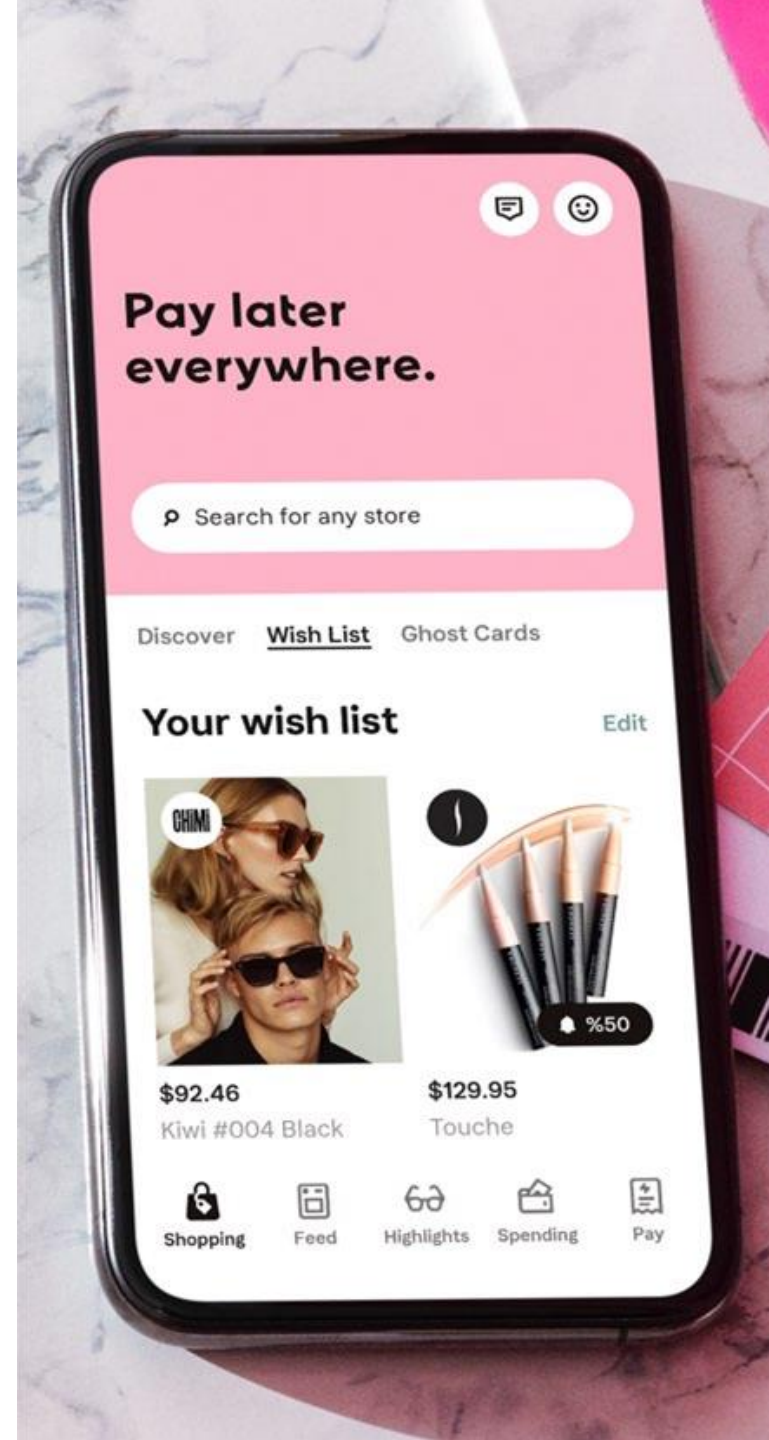 Pay later
everywhere.
Search for any store
Discover Wish List Ghost Cards
Your wish list Edit
CHIMI
%50
$92.46 $129.95
Kiwi #004 Black Touche
Shopping Feed Highlights Spending Pay